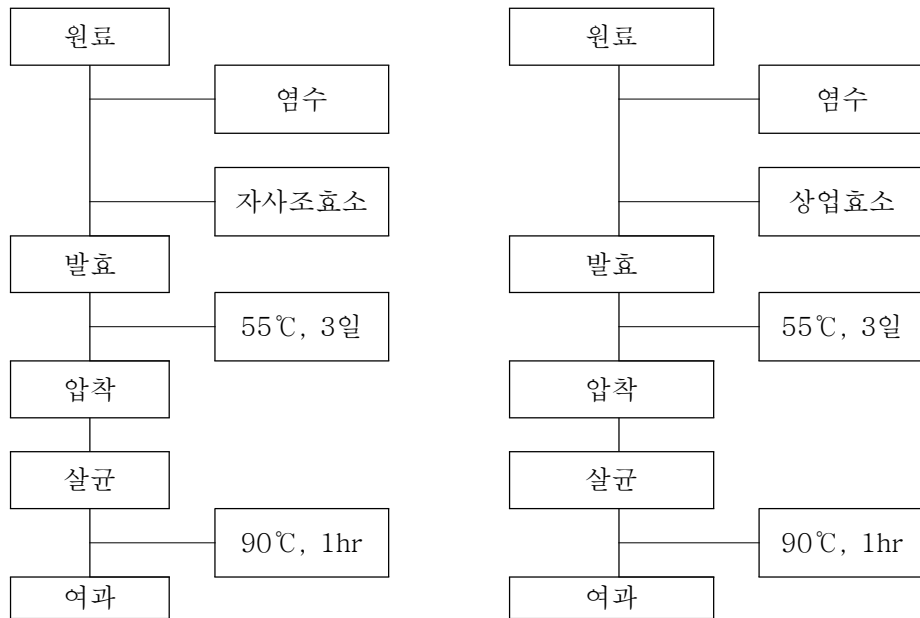 원료
염수
자사조효소
발효
55℃, 3일
압착
살균
90℃, 1hr
여과
원료
염수
상업효소
발효
55℃, 3일
압착
살균
90℃, 1hr
여과